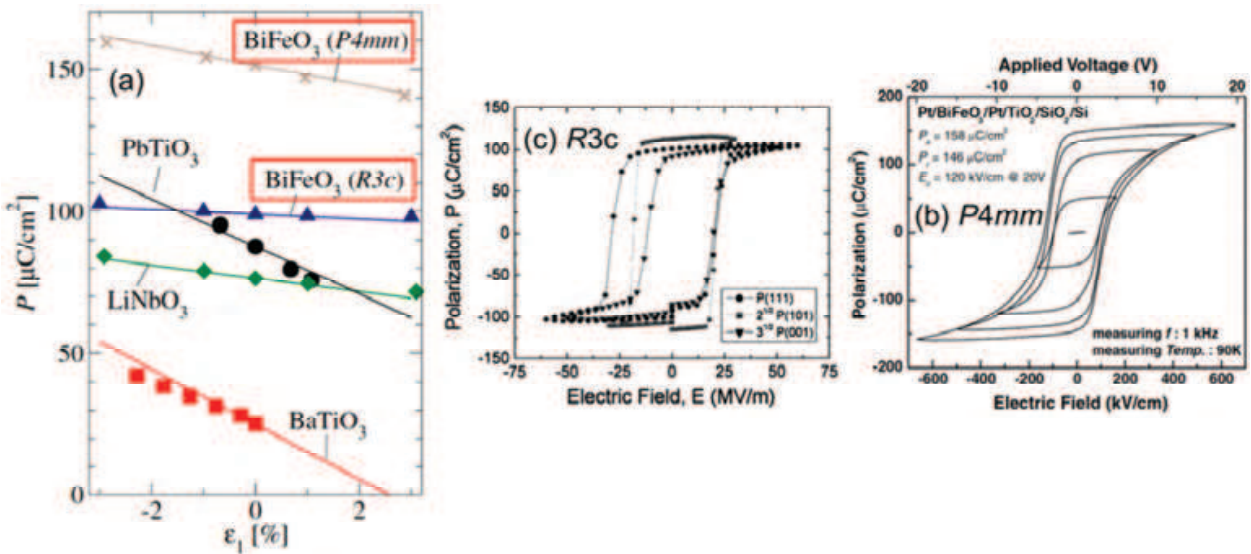 (a)
BiFeO3 (P4mm)
PbTiO3
BiFeO3 (R3c)
LiNbO3
BaTiO3
150
100
50
0
P [μC/cm2]
-2 0 2
ε1 [%]
(c) R3c
150
100
50
0
-50
-100
-150
Polarization, P (μC/cm2)
P(111)
21/2 P(101)
31/2 P(001)
-75 -50 -25 0 25 50 75
Electric Field, E (MV/m)
Applied Voltage (V)
-20 -10 0 10 20
Pt/BiFeO3/Pt/TiO2/SiO2/Si
= 158 μC/cm2
Pr = 146 μC/cm2
= 120 kV/cm @ 20V
(b) P4mm
200
100
0
-100
-200
Polarization (μC/cm2)
measuring f : 1 kHz
measuring Temp. : 90K
-600 -400 -200 0 200 400 600
Electric Field (kV/cm)